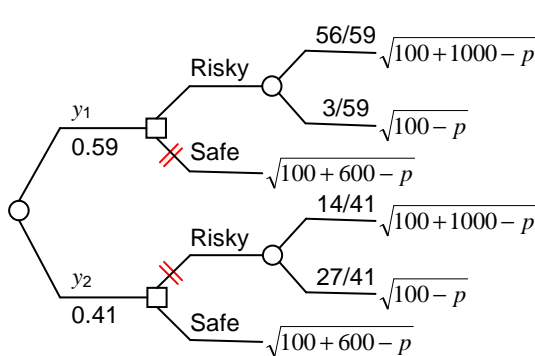 56/59 √100+1000−p
Risky
3/59 √100−p
y₁
0.59
Safe
√100+600−p
14/41 √100+1000−p
Risky
27/41 √100−p
y₂
0.41
Safe
√100+600−p